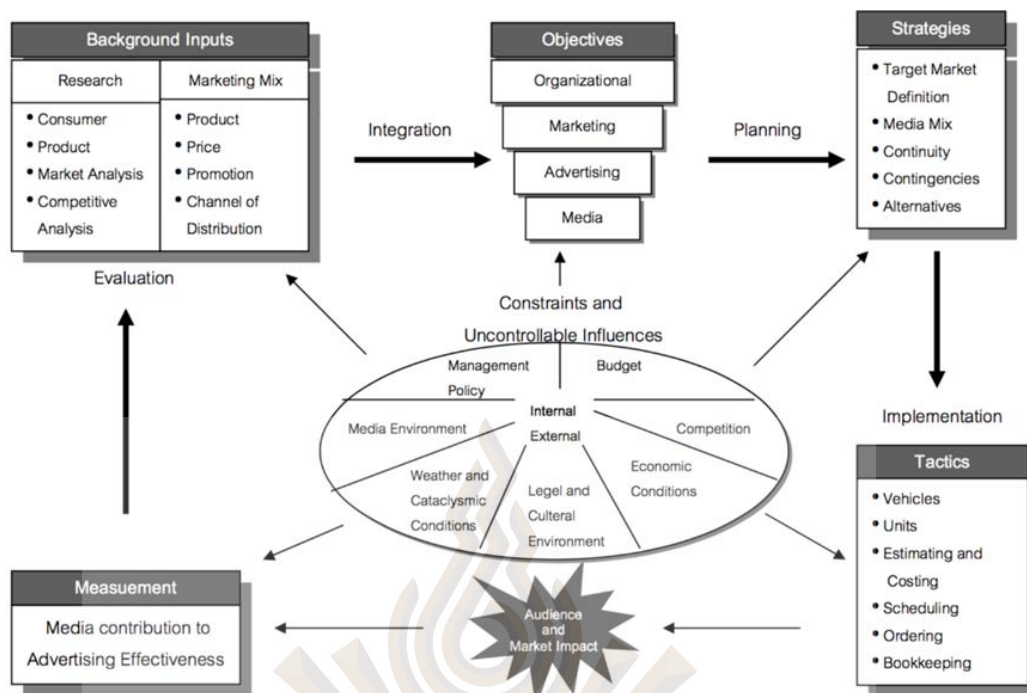 Background Inputs
Research
Marketing Mix
• Consumer
• Product
• Market Analysis
• Competitive
Analysis
• Product
• Price
• Promotion
• Channel of
Distribution
Integration
Objectives
Organizational
Marketing
Advertising
Media
Planning
Strategies
• Target Market
Definition
• Media Mix
• Continuity
• Contingencies
• Alternatives
Evaluation
Constraints and
Uncontrollable Influences
Management
Policy
Budget
Internal
External
Media Environment
Competition
Weather and
Cataclysmic
Conditions
Legel and
Culteral
Environment
Economic
Conditions
Implementation
Tactics
• Vehicles
• Units
• Estimating and
Costing
• Scheduling
• Ordering
• Bookkeeping
Audience
and
Market Impact
Measuement
Media contribution to
Advertising Effectiveness